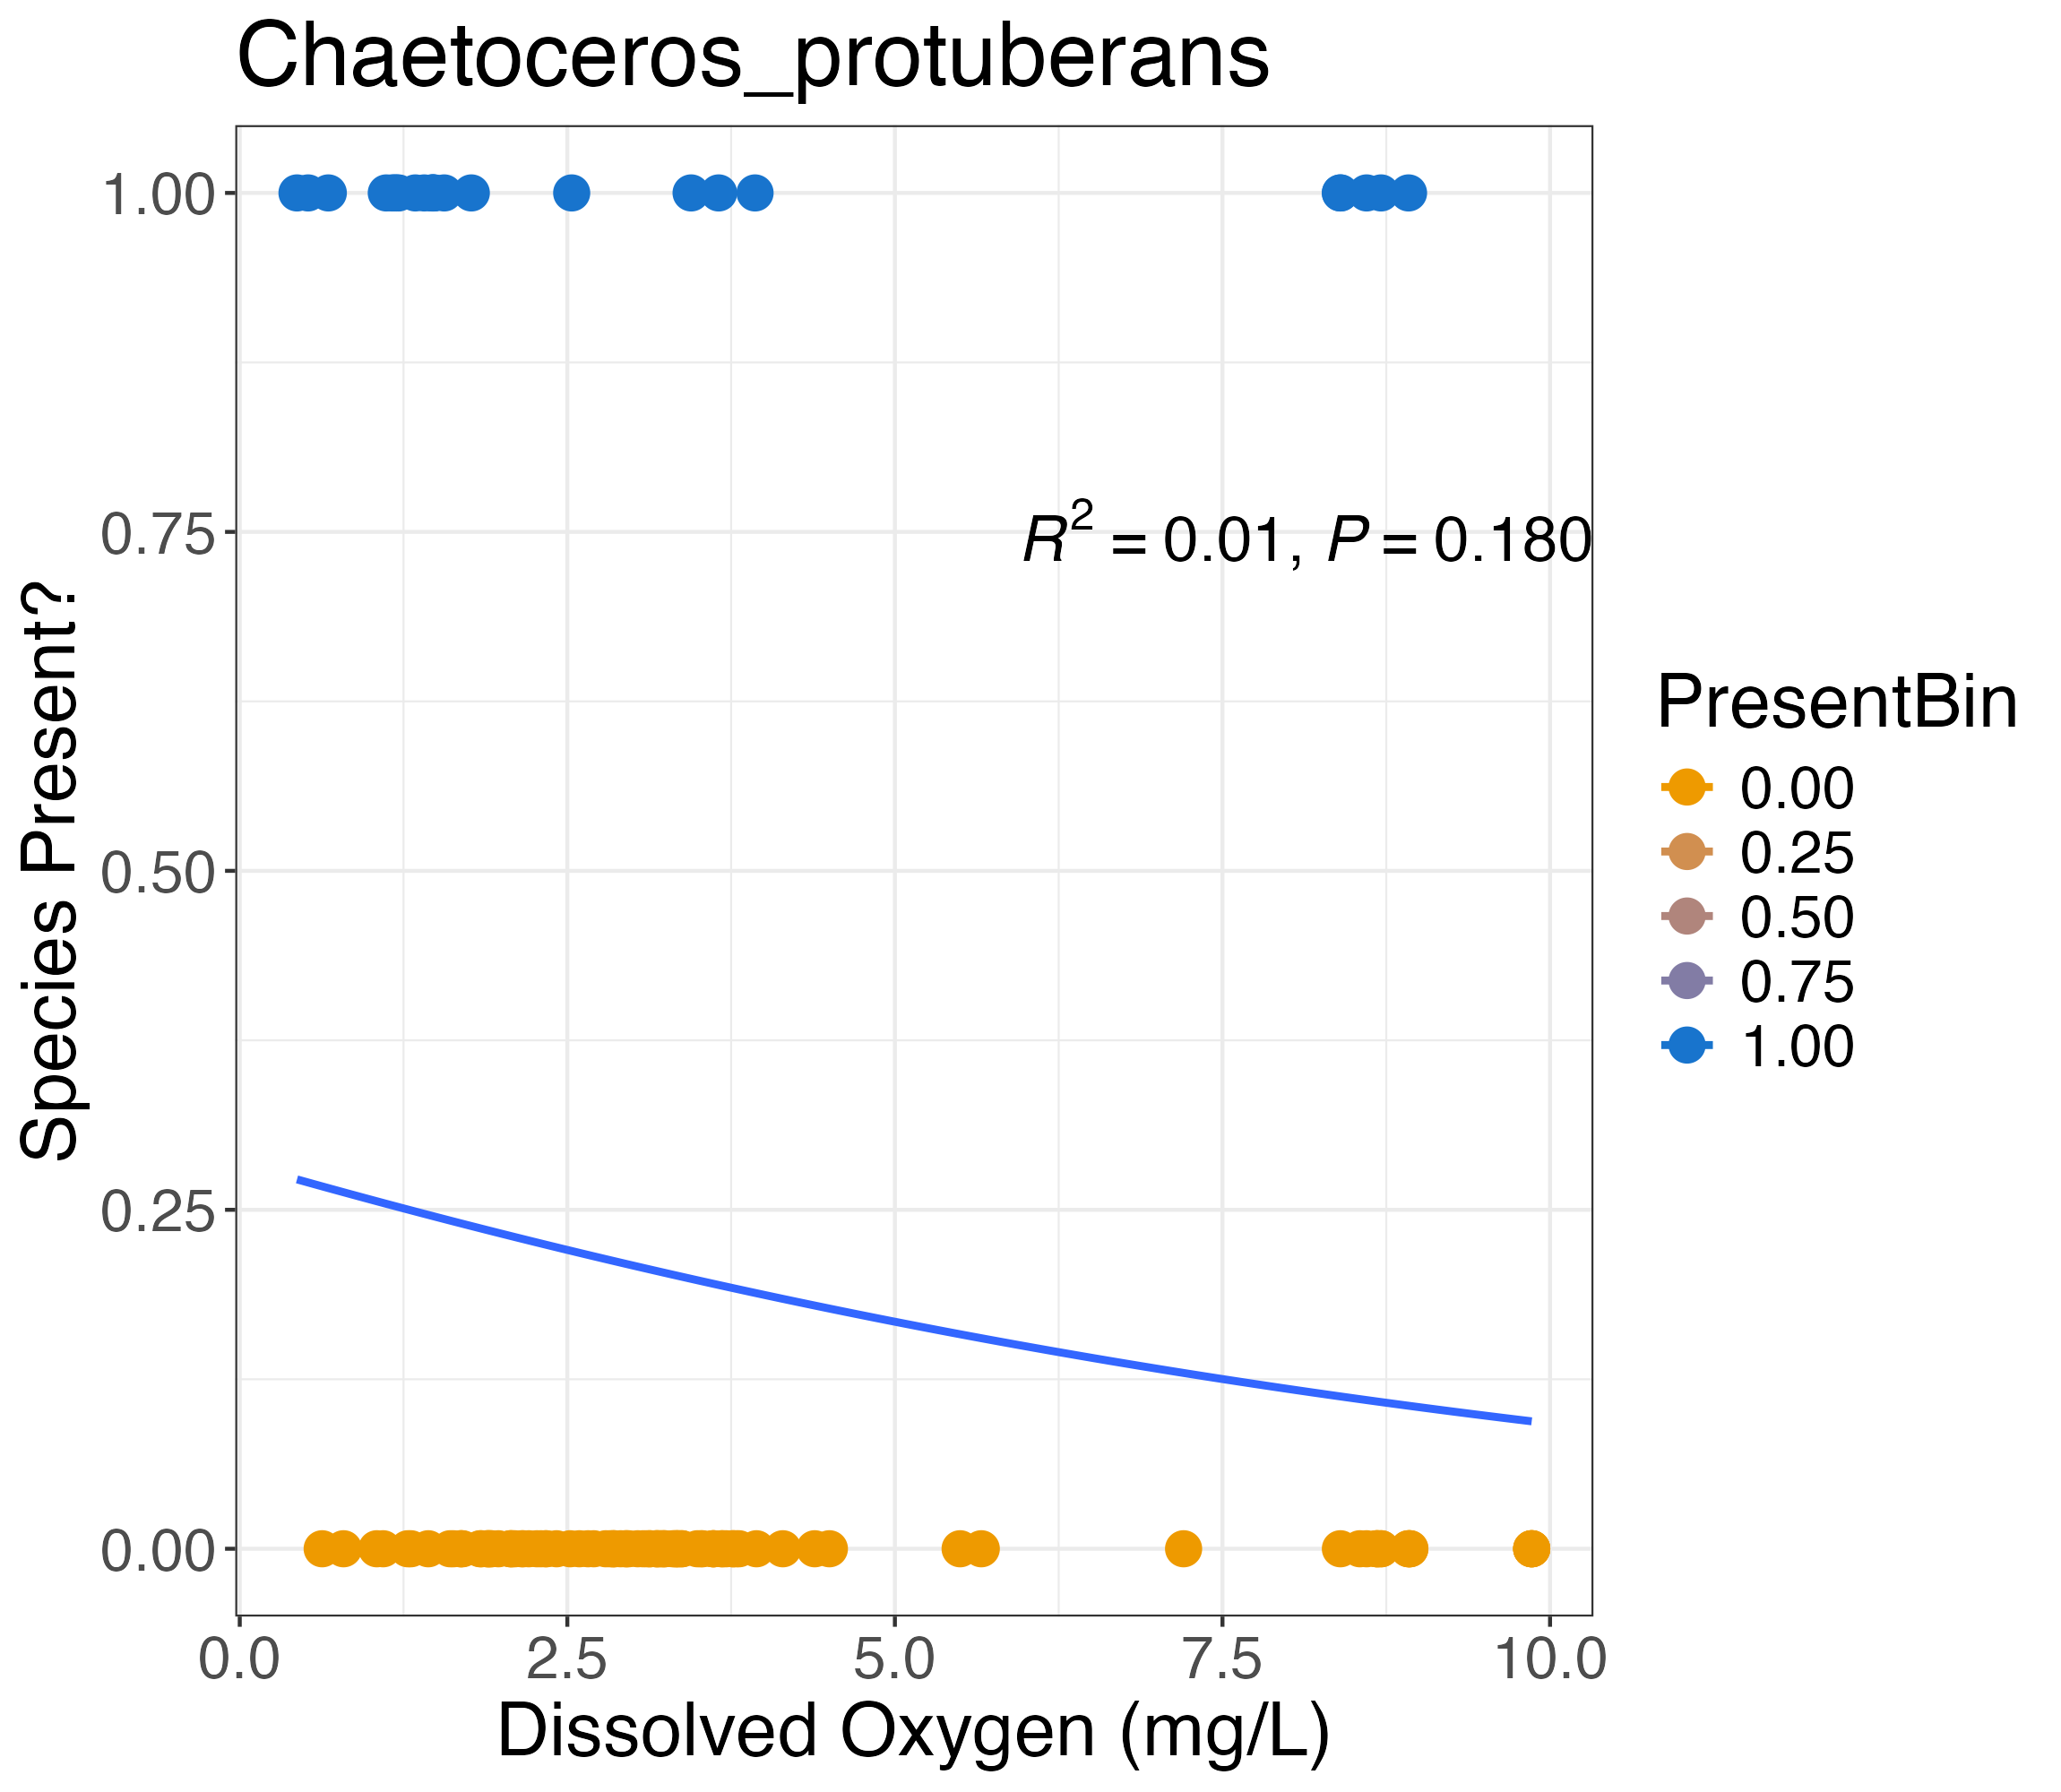 Chaetoceros_protuberans
1.00
0.75
0.50
0.25
0.00
Species Present?
R² = 0.01, P = 0.180
0.0 2.5 5.0 7.5 10.0
Dissolved Oxygen (mg/L)
PresentBin
0.00
0.25
0.50
0.75
1.00